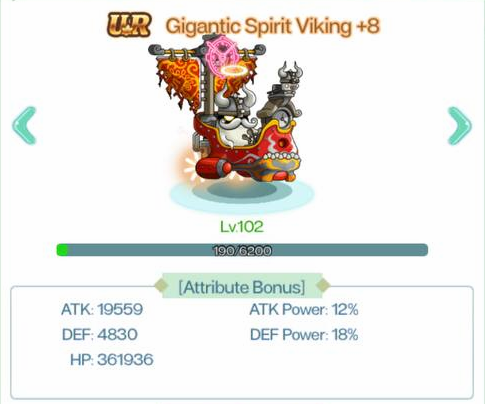 UR Gigantic Spirit Viking +8
Lv.102
190/6200
[Attribute Bonus]
ATK: 19559 ATK Power: 12%
DEF: 4830 DEF Power: 18%
HP: 361936